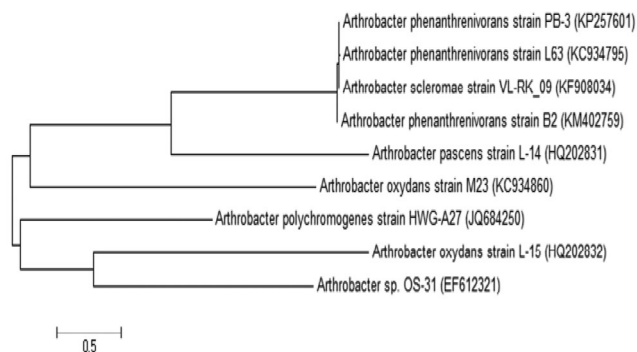 Arthrobacter phenanthrenivorans strain PB-3 (KP257601)
Arthrobacter phenanthrenivorans strain L63 (KC934795)
Arthrobacter scleromae strain VL-RK_09 (KF908034)
Arthrobacter phenanthrenivorans strain B2 (KM402759)
Arthrobacter pascens strain L-14 (HQ202831)
Arthrobacter oxydans strain M23 (KC934860)
Arthrobacter polychromogenes strain HWG-A27 (JQ684250)
Arthrobacter oxydans strain L-15 (HQ202832)
Arthrobacter sp. OS-31 (EF612321)
0.5